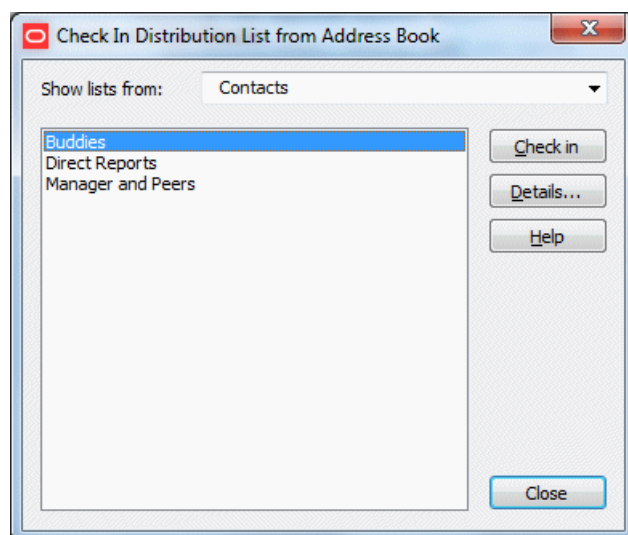 Check In Distribution List from Address Book
Show lists from: Contacts
Buddies
Direct Reports
Manager and Peers
Check in
Details...
Help
Close